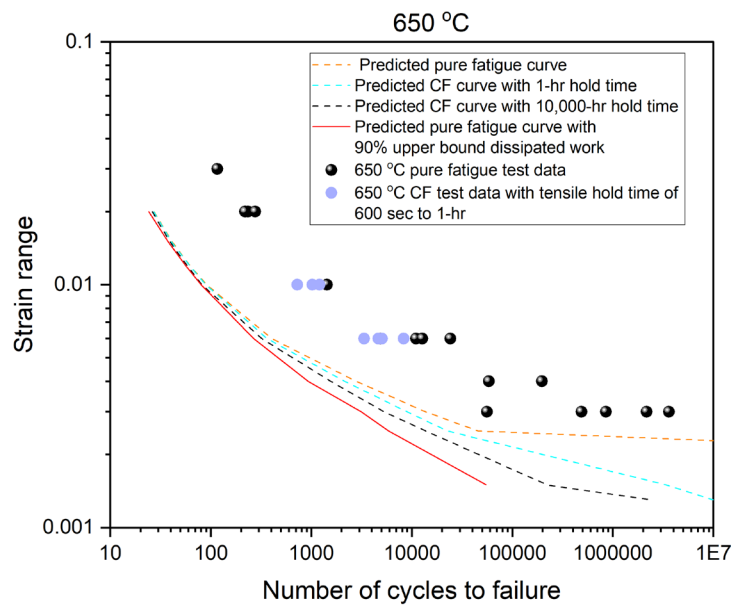 650 °C
0.1
Predicted pure fatigue curve
Predicted CF curve with 1-hr hold time
Predicted CF curve with 10,000-hr hold time
Predicted pure fatigue curve with
90% upper bound dissipated work
650 °C pure fatigue test data
650 °C CF test data with tensile hold time of
600 sec to 1-hr
Strain range
0.01
0.001
10
100
1000
10000
100000
1000000
1E7
Number of cycles to failure